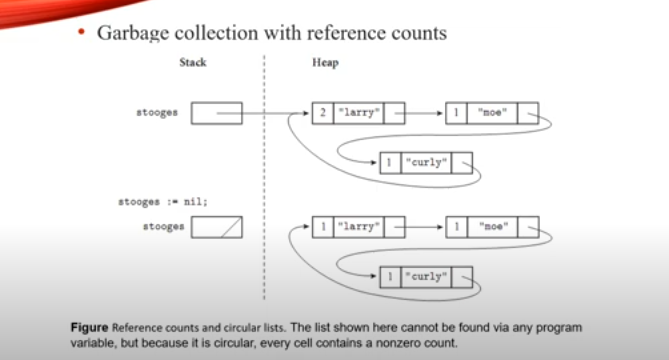 • Garbage collection with reference counts
Stack Heap
stooges 2 "larry" 1 "moe"
1 "curly"
stooges := nil;
stooges 1 "larry" 1 "moe"
1 "curly"
Figure Reference counts and circular lists. The list shown here cannot be found via any program
variable, but because it is circular, every cell contains a nonzero count.